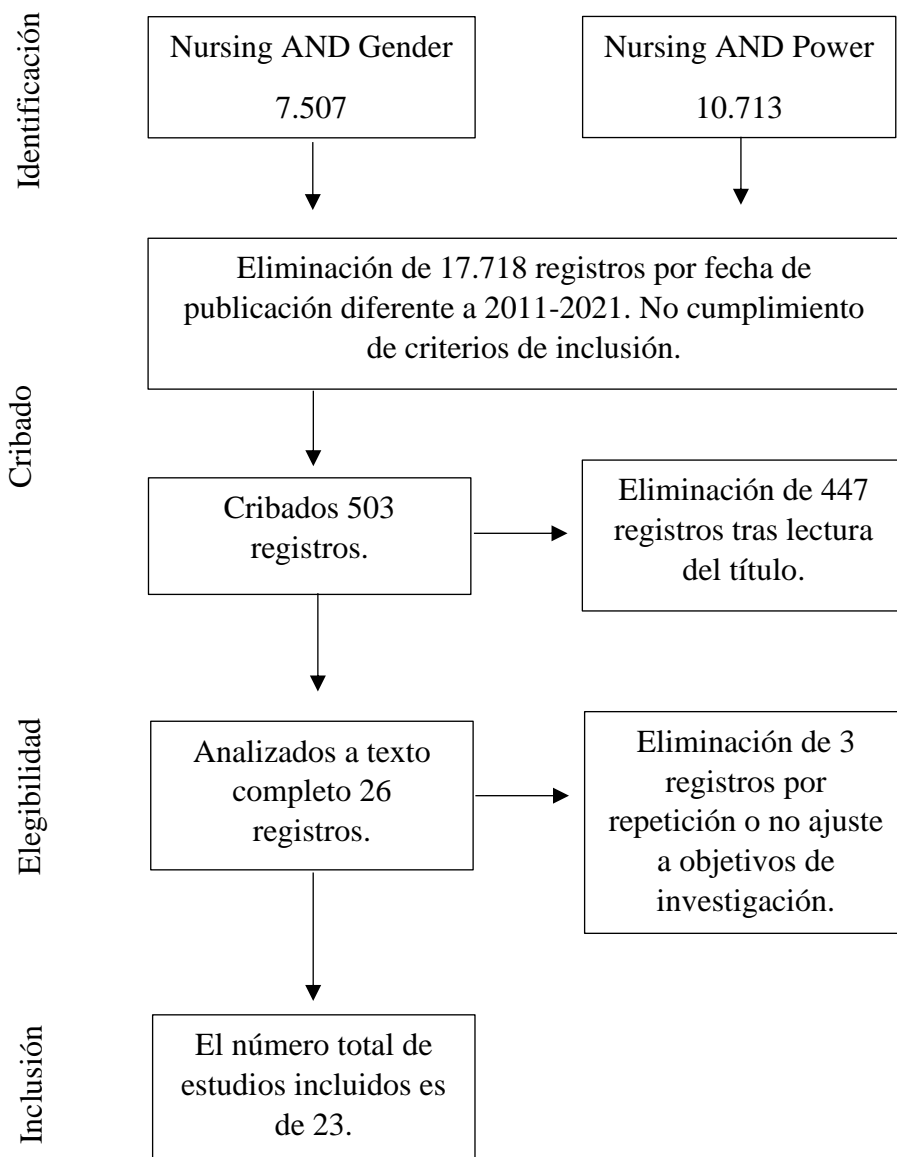 Identificación
Nursing AND Gender
7.507
Nursing AND Power
10.713
Cribado
Eliminación de 17.718 registros por fecha de
publicación diferente a 2011-2021. No cumplimiento
de criterios de inclusión.
Cribados 503
registros.
Eliminación de 447
registros tras lectura
del título.
Elegibilidad
Analizados a texto
completo 26
registros.
Eliminación de 3
registros por
repetición o no ajuste
a objetivos de
investigación.
Inclusión
El número total de
estudios incluidos es
de 23.